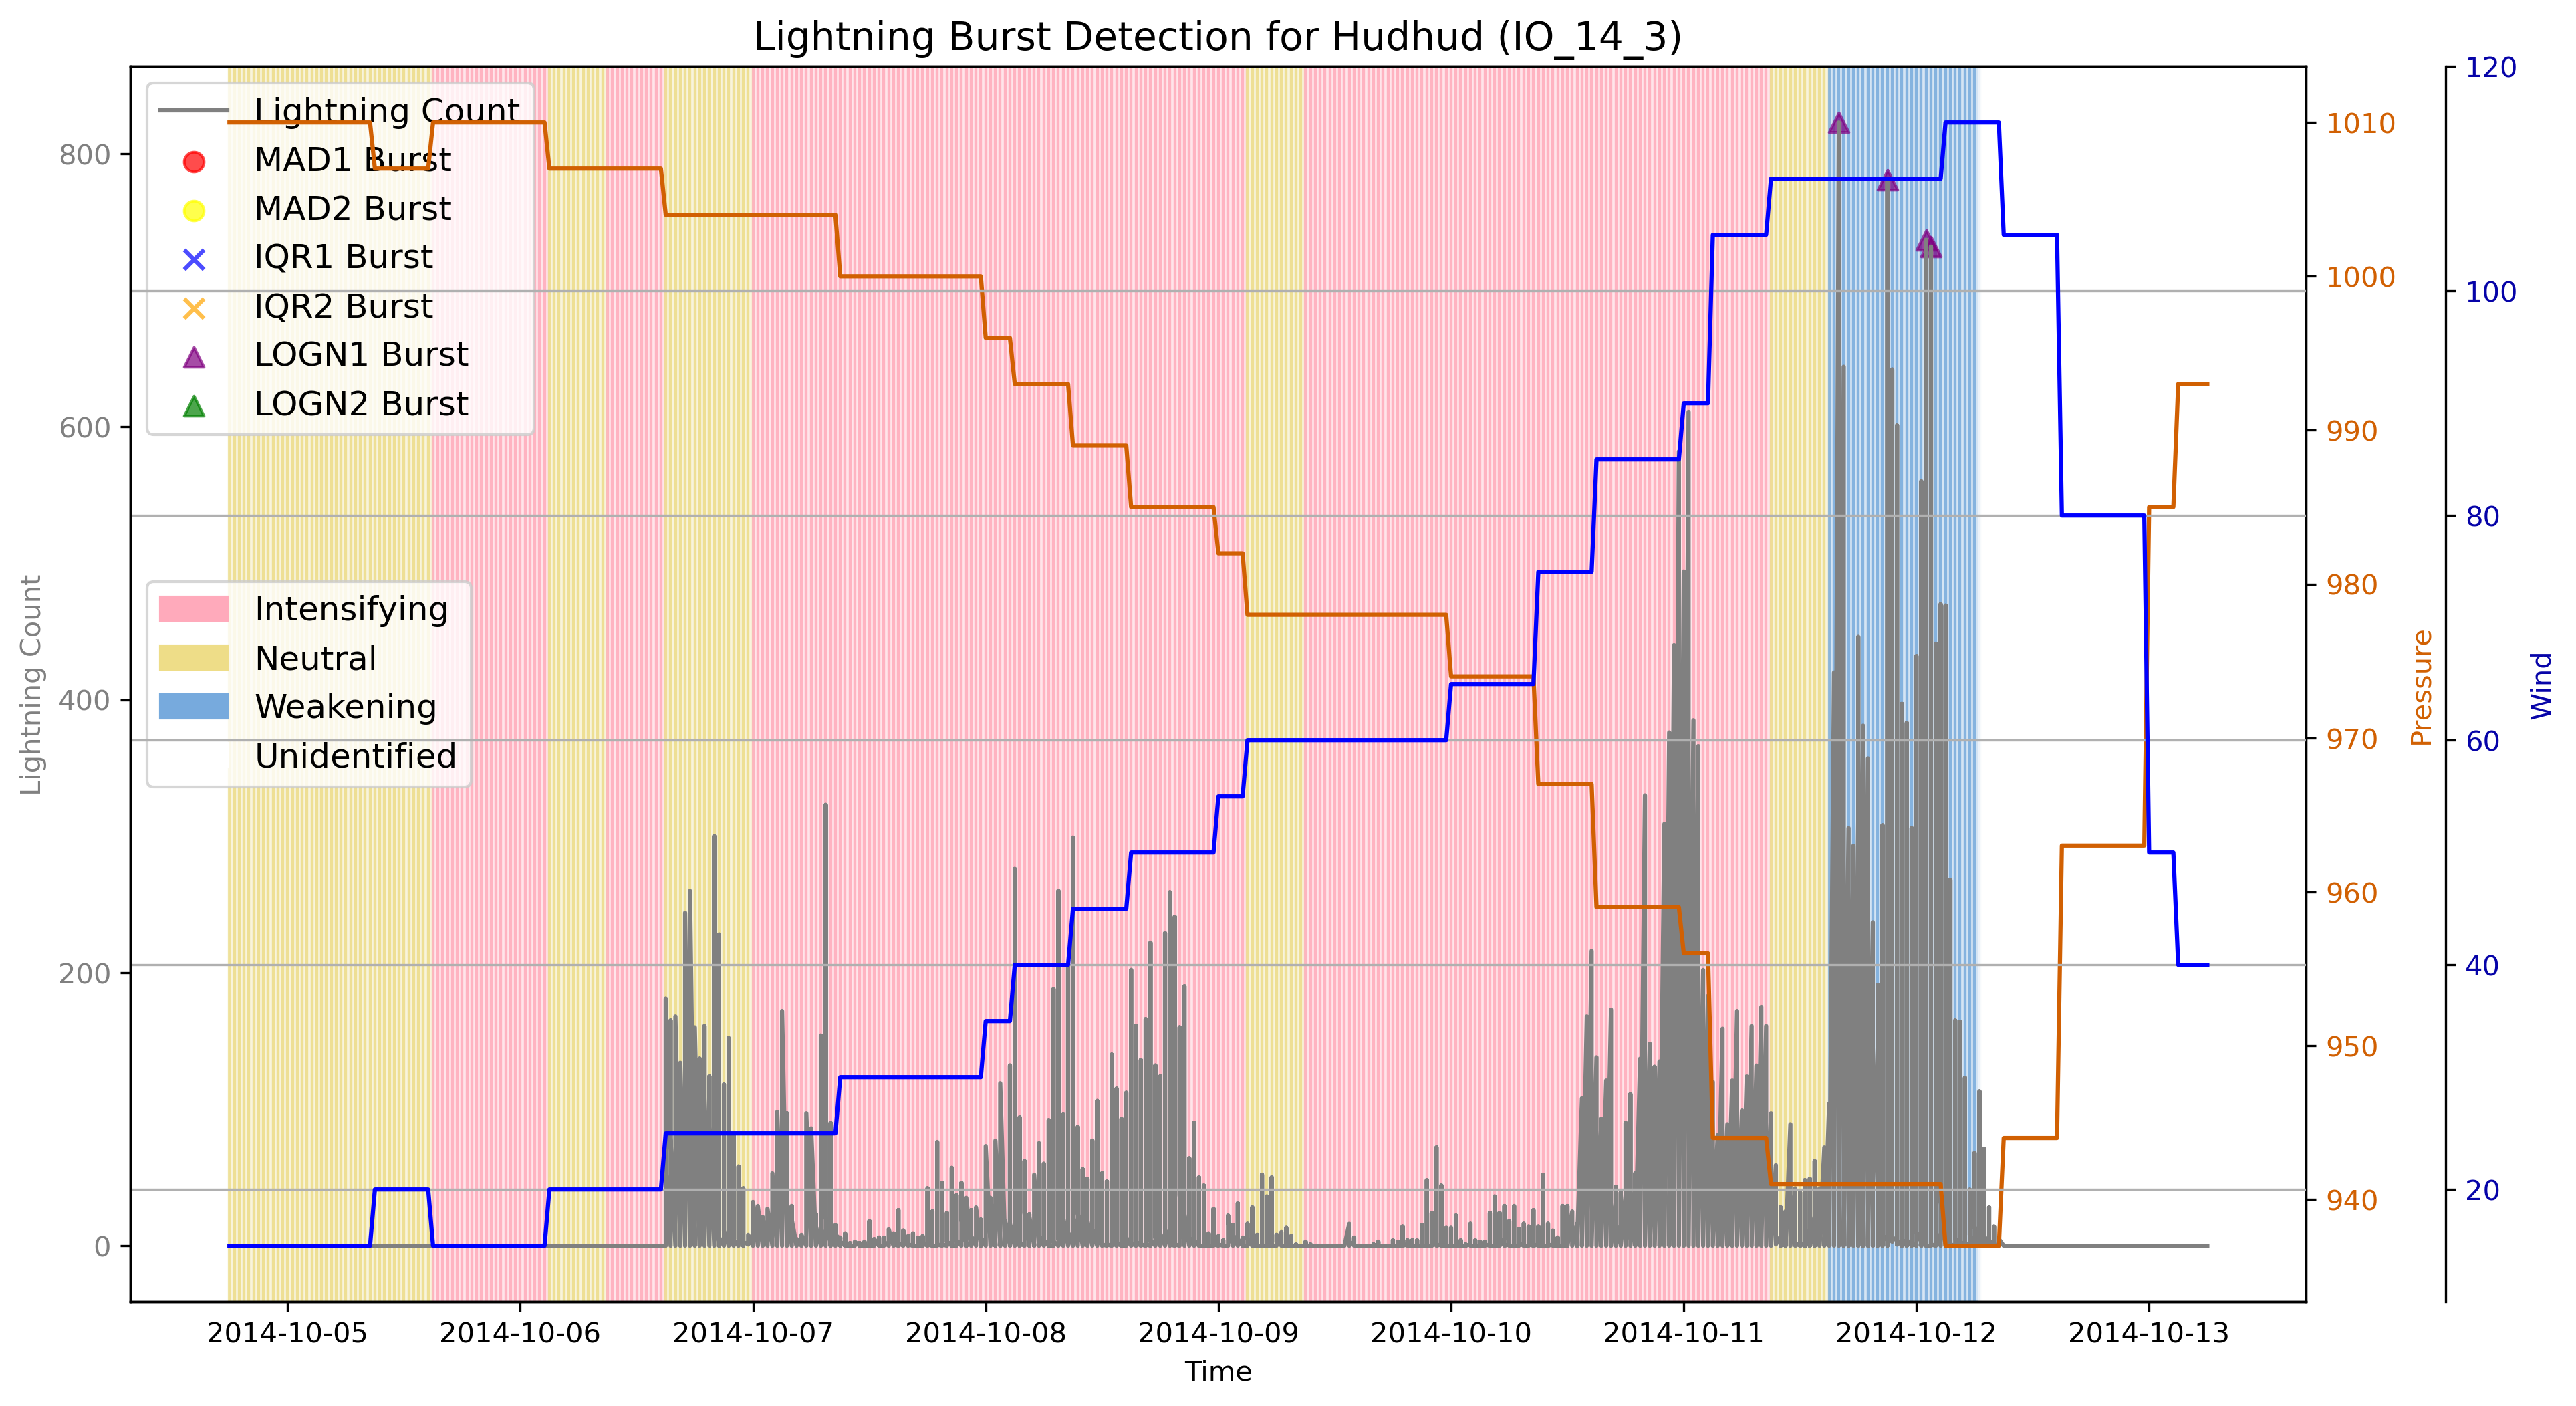 Lightning Burst Detection for Hudhud (IO_14_3)
Lightning Count
MAD1 Burst
MAD2 Burst
IQR1 Burst
IQR2 Burst
LOGN1 Burst
LOGN2 Burst
Intensifying
Neutral
Weakening
Unidentified
Lightning Count
800
600
400
200
0
1010
1000
990
980
970
960
950
940
Pressure
120
100
80
60
40
20
Wind
2014-10-05
2014-10-06
2014-10-07
2014-10-08
2014-10-09
2014-10-10
2014-10-11
2014-10-12
2014-10-13
Time